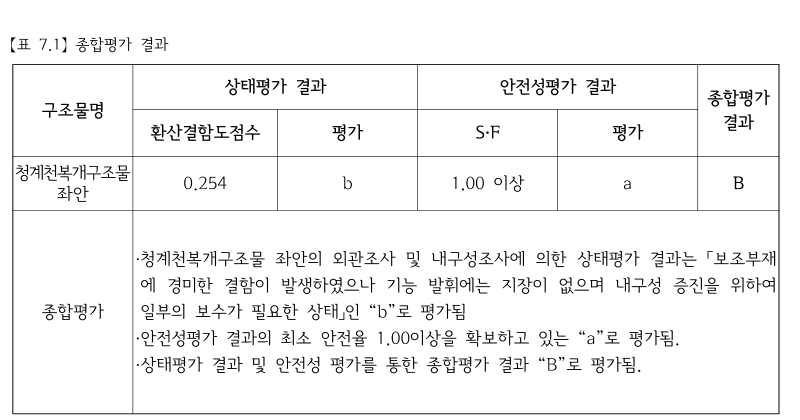 【표 7.1】 종합평가 결과
구조물명
상태평가 결과
안전성평가 결과
종합평가
결과
환산결함도점수
평가
S·F
평가
청계천복개구조물
좌안
0.254
b
1.00 이상
a
B
종합평가
·청계천복개구조물 좌안의 외관조사 및 내구성조사에 의한 상태평가 결과는 「보조부재
에 경미한 결함이 발생하였으나 기능 발휘에는 지장이 없으며 내구성 증진을 위하여
일부의 보수가 필요한 상태」인 “b”로 평가됨
·안전성평가 결과의 최소 안전율 1.00이상을 확보하고 있는 “a”로 평가됨.
·상태평가 결과 및 안전성 평가를 통한 종합평가 결과 “B”로 평가됨.